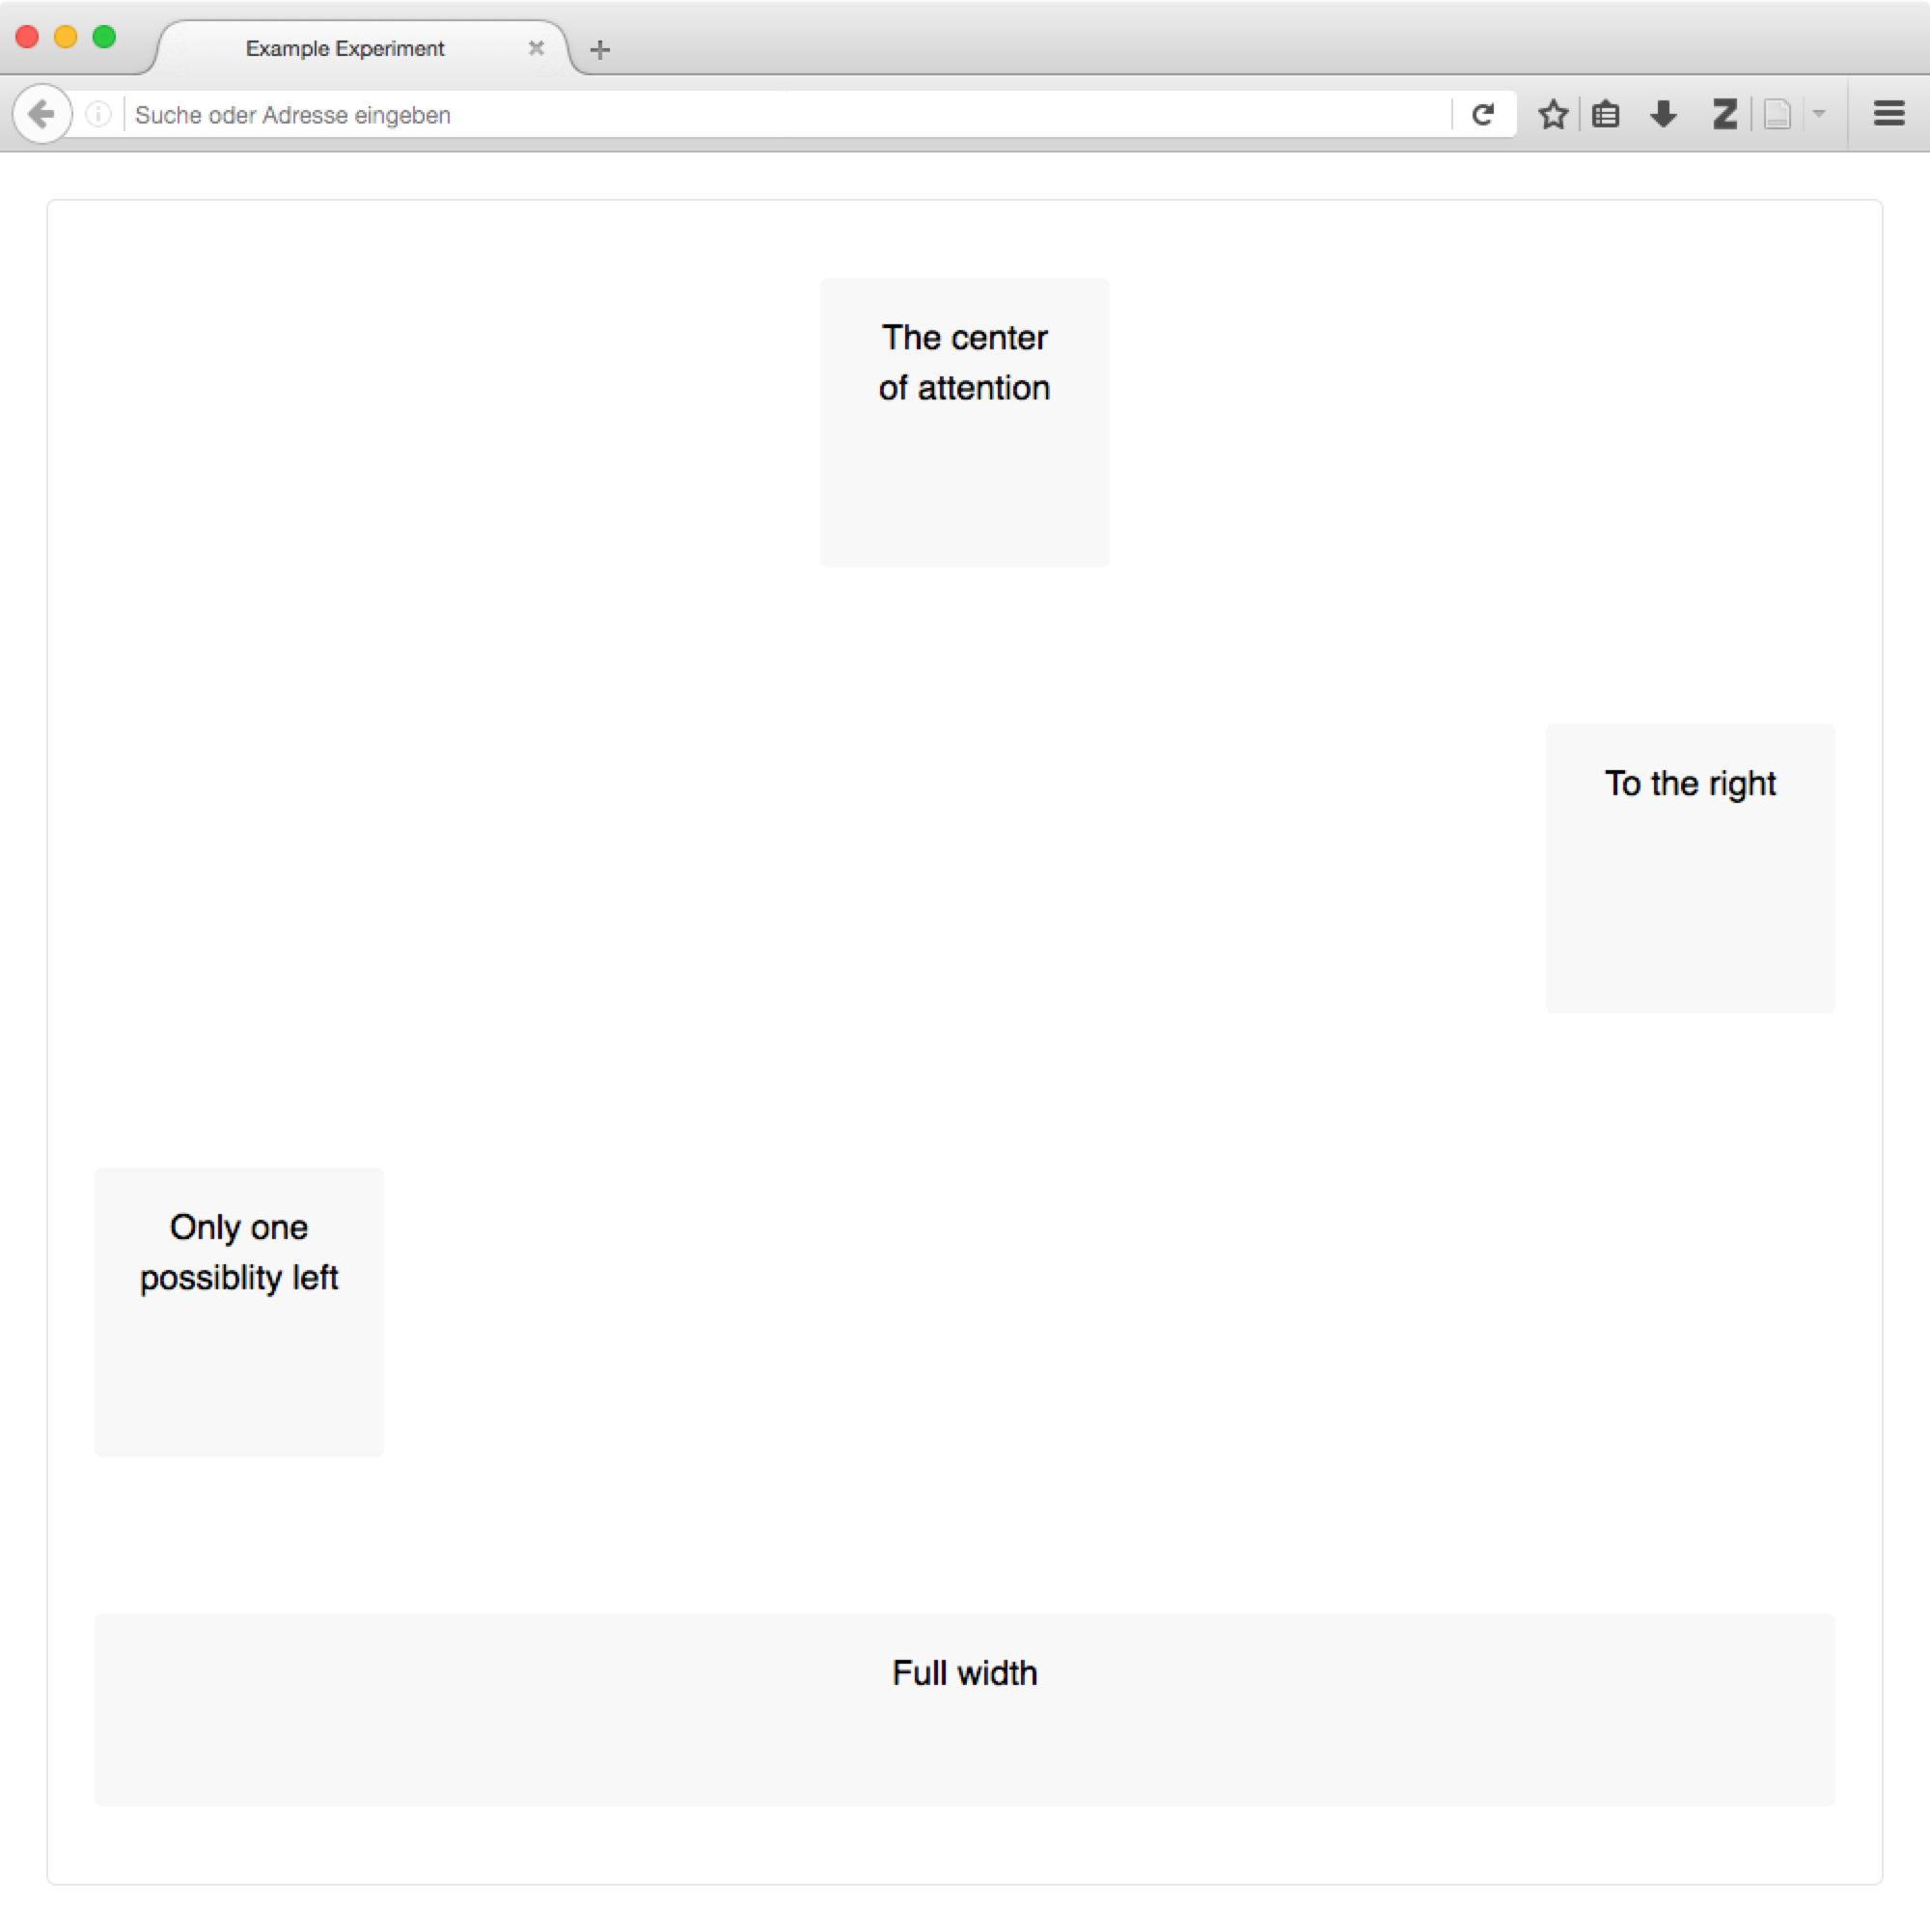 Example Experiment
Suche oder Adresse eingeben
The center
of attention
To the right
Only one
possiblity left
Full width